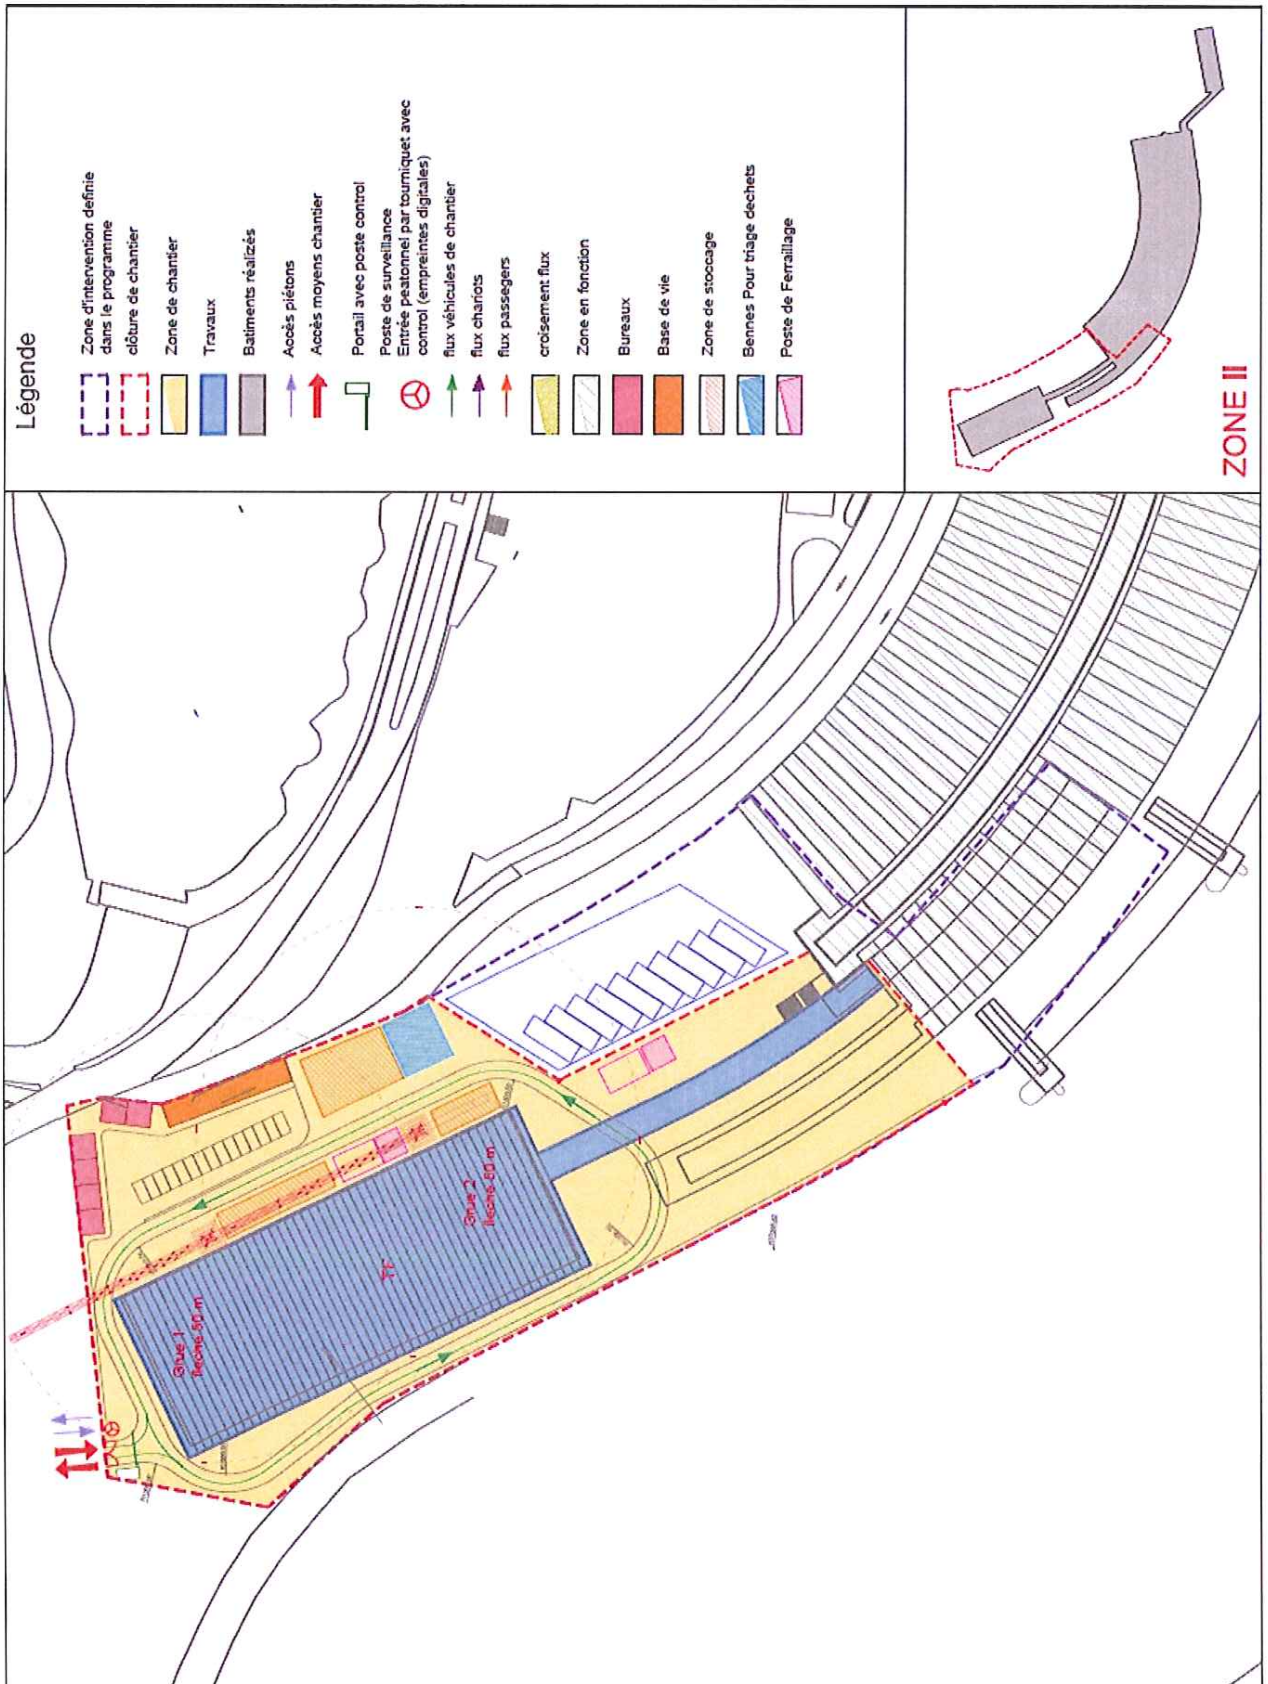 Légende
Zone d'intervention definie
dans le programme
clôture de chantier
Zone de chantier
Travaux
Batiments réalizès
Accès piétons
Accès moyens chantier
Portail avec poste control
Poste de surveillance
Entrée peatonnel par tourniquet avec
control (empreintes digitales)
flux véhicules de chantier
flux chariots
flux passegers
croisement flux
Zone en fonction
Bureaux
Base de vie
Zone de stoccage
Bennes Pour triage dechets
Poste de Ferraillage
ZONE II
Grue 1
fleche 50 m
Grue 2
fleche 50 m